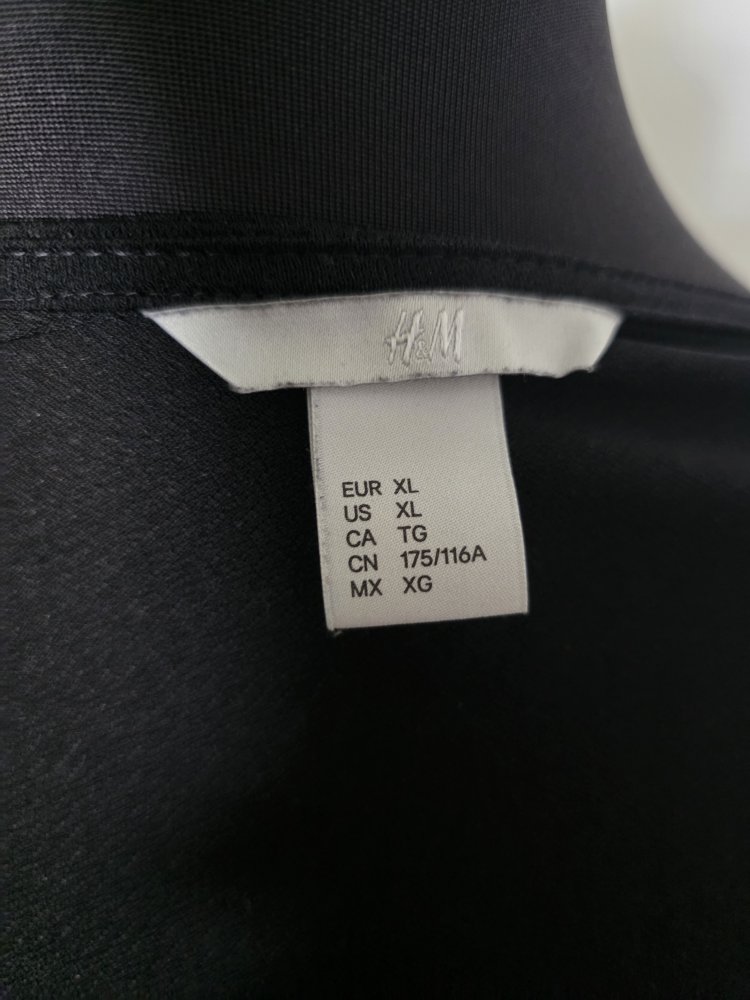 H&M
EUR XL
US XL
CA TG
CN 175/116A
MX XG